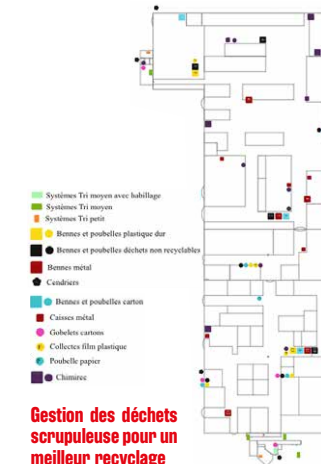 Systèmes Tri moyen avec habillage
Systèmes Tri moyen
Systèmes Tri petit
Bennes et poubelles plastique dur
Bennes et poubelles déchets non recyclables
Bennes métal
Cendriers
Bennes et poubelles carton
Caisses métal
Gobelets cartons
Collectes film plastique
Poubelle papier
Chimirec
Gestion des déchets
scrupuleuse pour un
meilleur recyclage